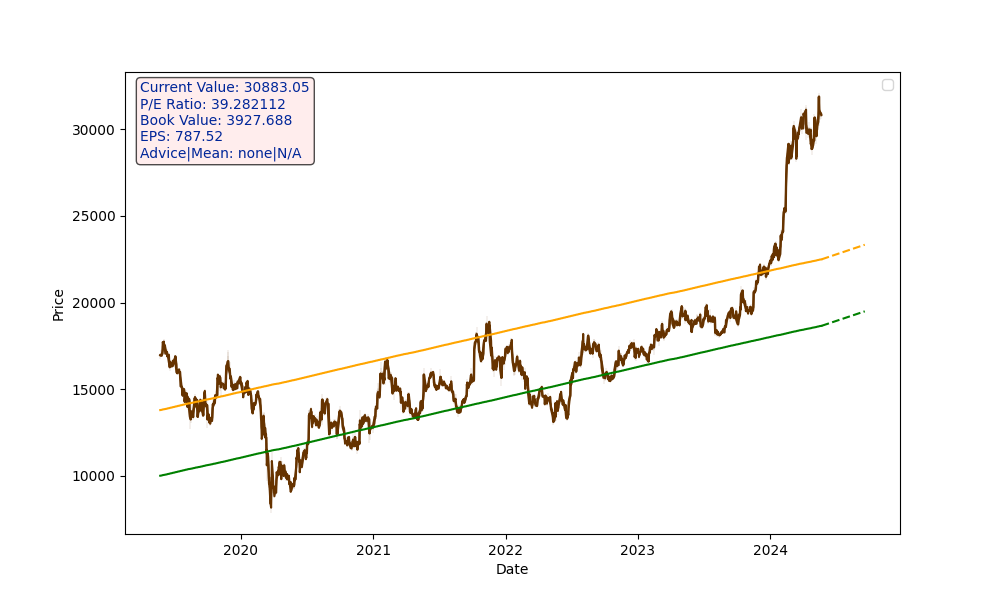 Current Value: 30883.05
P/E Ratio: 39.282112
Book Value: 3927.688
EPS: 787.52
Advice|Mean: none|N/A
30000
25000
20000
15000
10000
Price
2020
2021
2022
2023
2024
Date